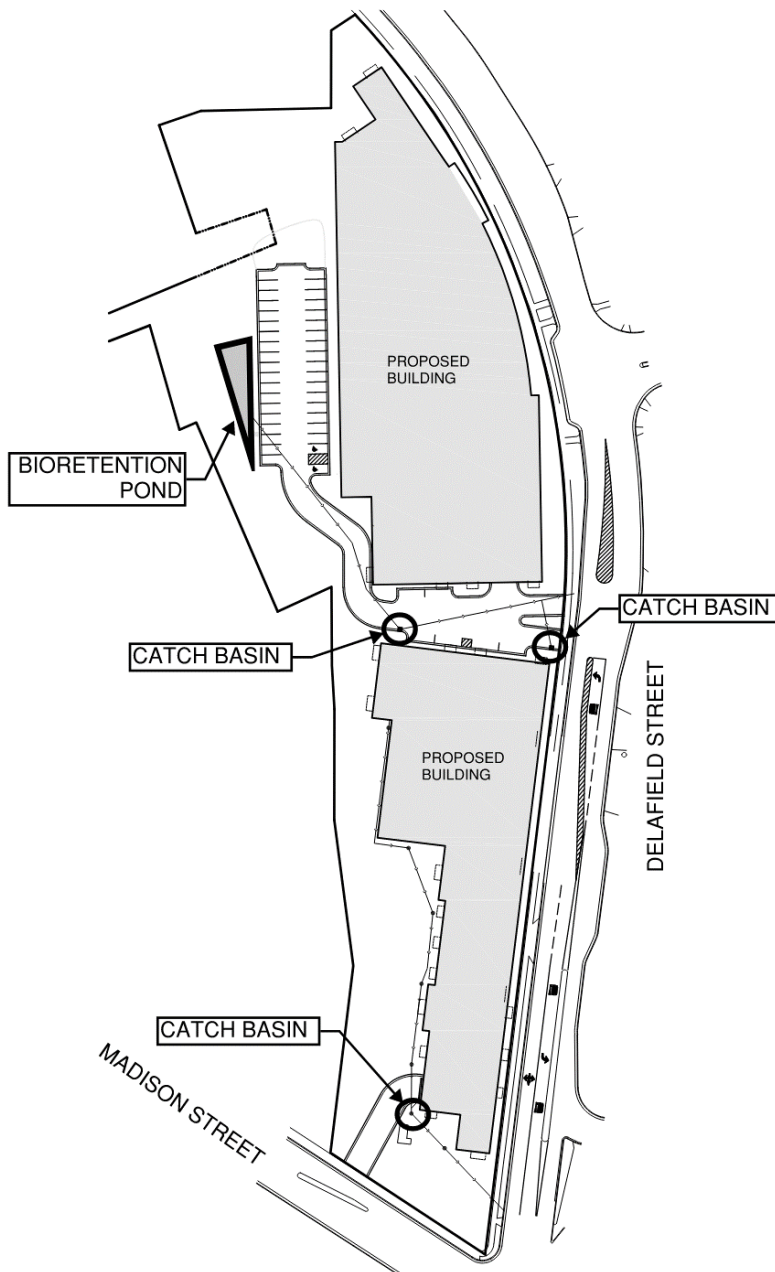 PROPOSED
BUILDING
BIORETENTION
POND
CATCH BASIN
CATCH BASIN
PROPOSED
BUILDING
DELAFIELD STREET
CATCH BASIN
MADISON STREET